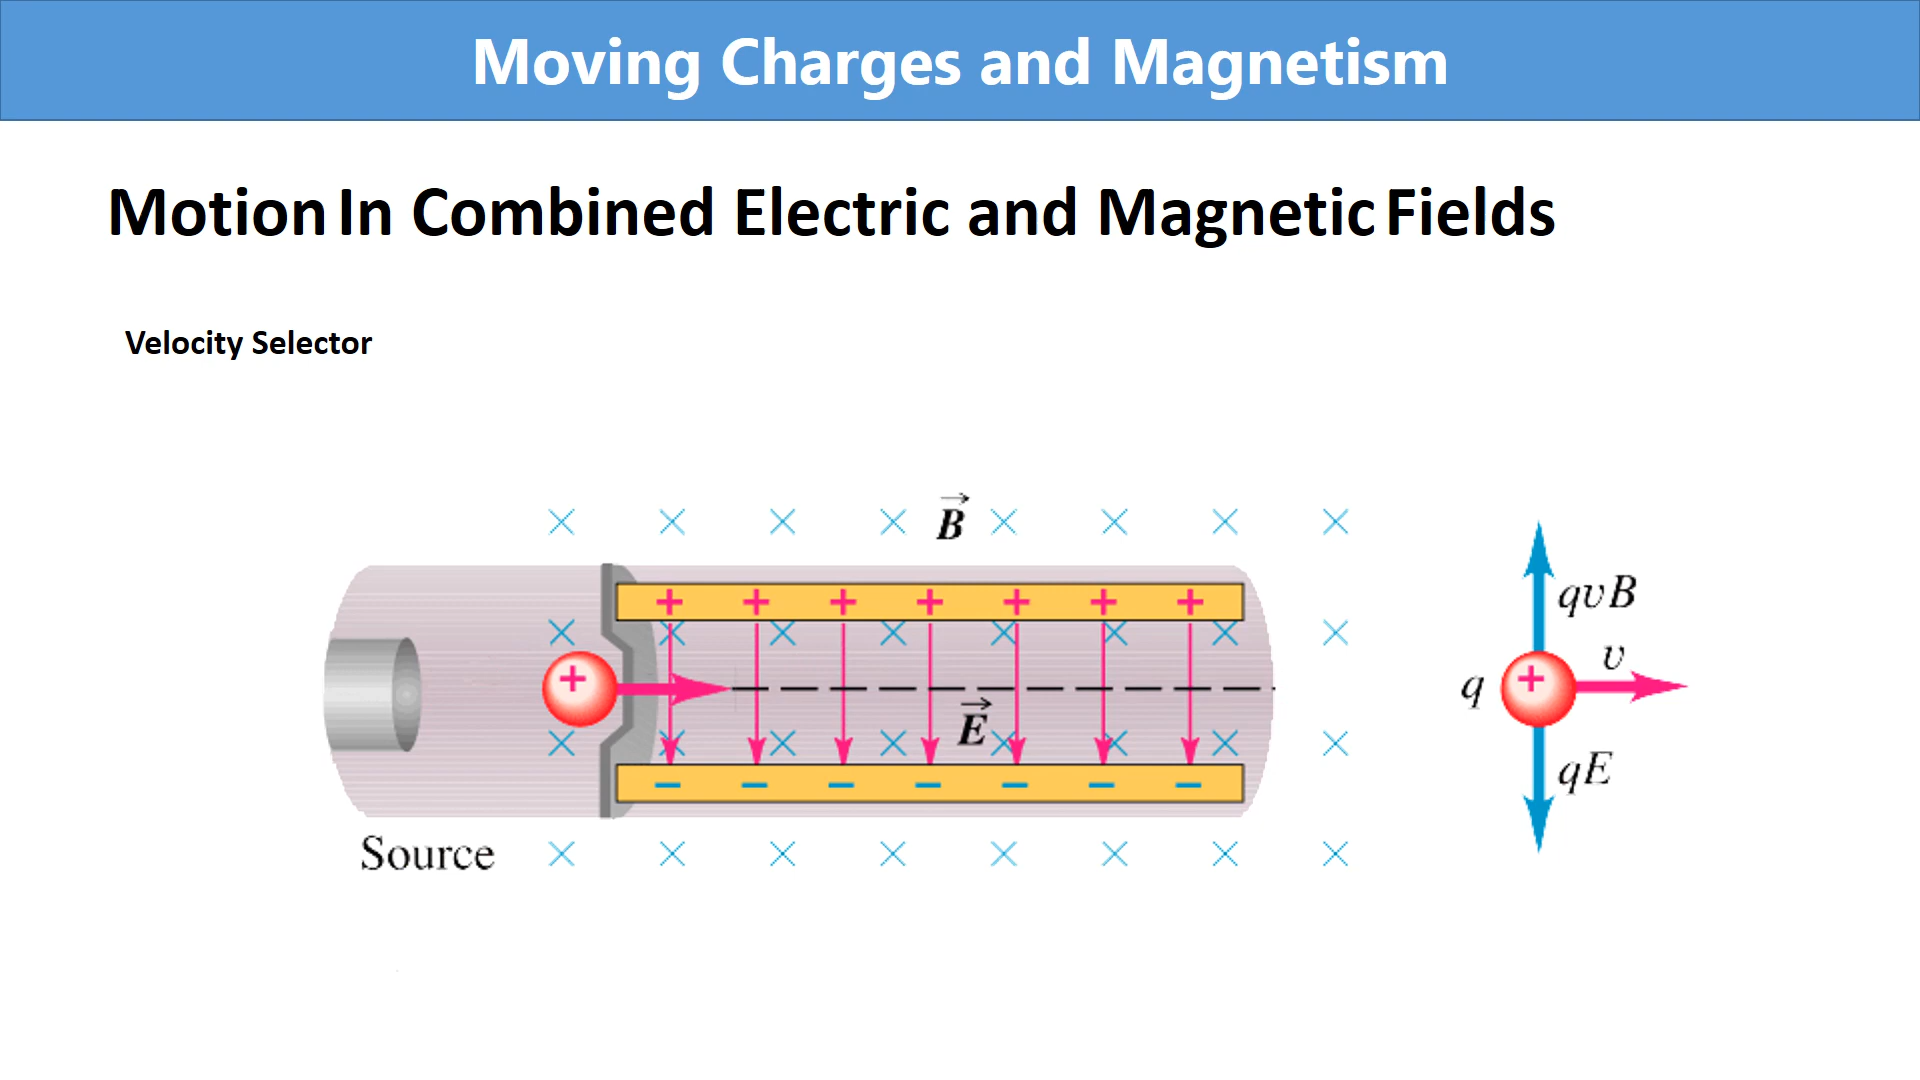 Moving Charges and Magnetism
Motion In Combined Electric and Magnetic Fields
Velocity Selector
B
+ + + + + + +
+
E
− − − − − − −
Source
qvB
v
q
+
qE